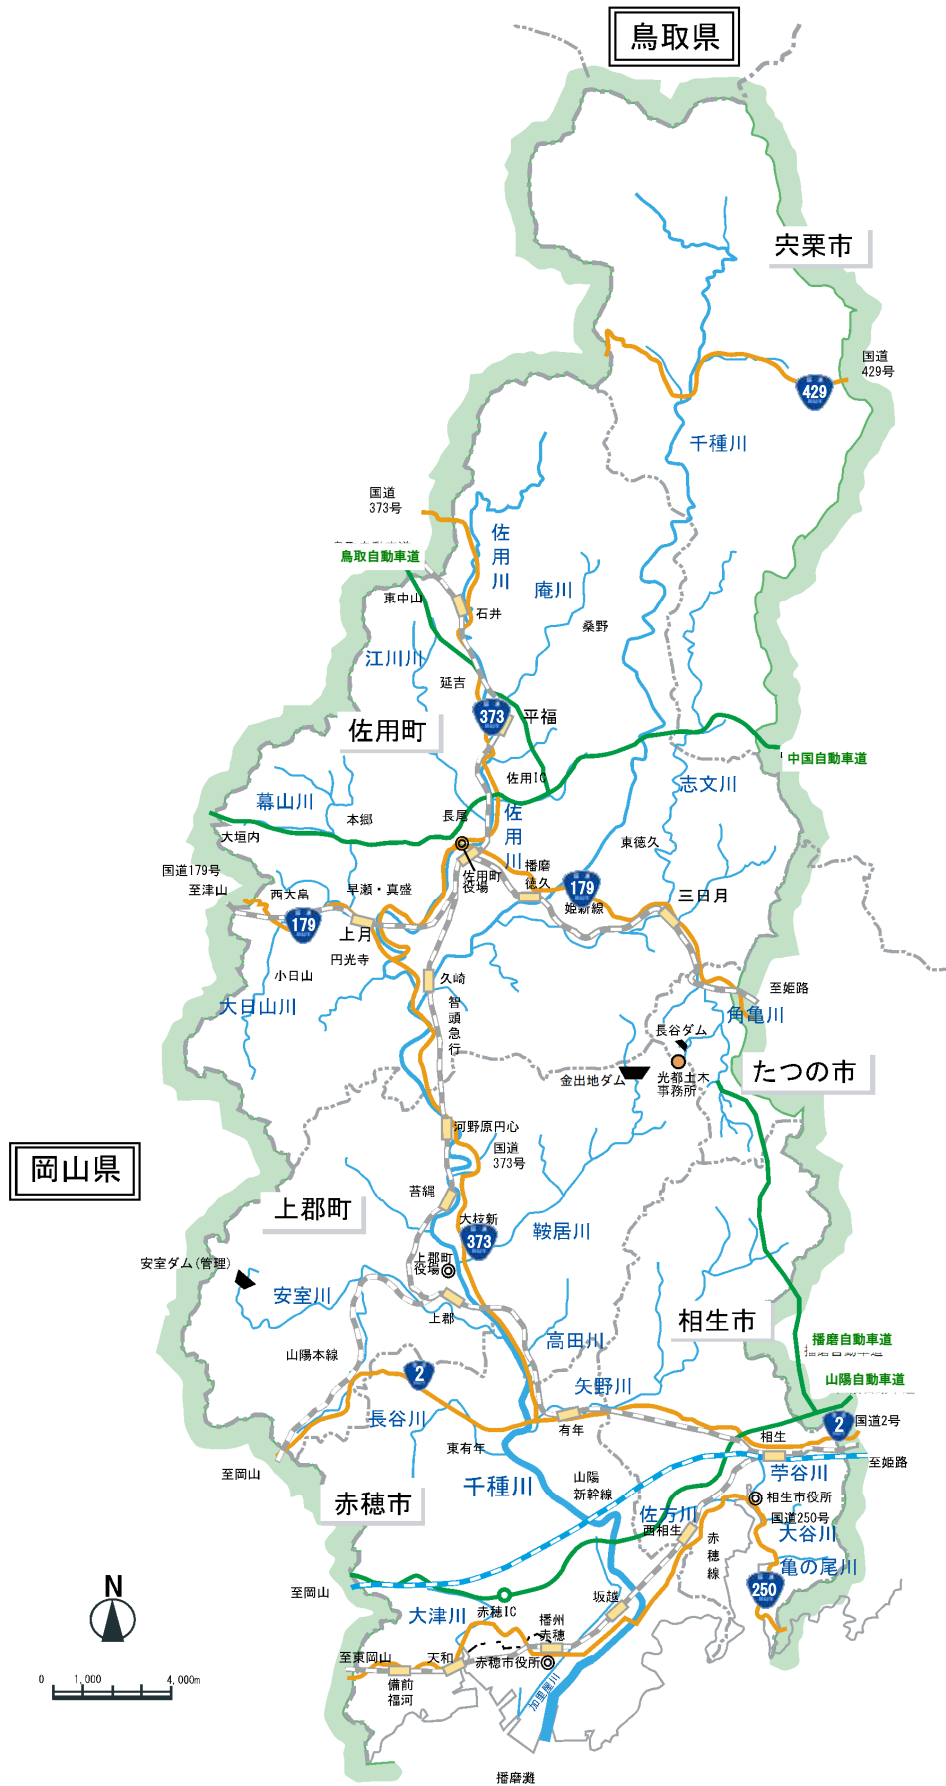 鳥取県
宍粟市
国道
429号
429
千種川
国道
373号
佐用川
鳥取自動車道
庵川
東中山
石井
桑野
江川川
延吉
373
平福
佐用町
中国自動車道
佐用IC
志文川
幕山川
本郷
長尾
佐用川
大垣内
東徳久
国道179号
至津山
佐用町
役場
播磨
徳久
179
西大畠
早瀬・真盛
姫新線
三日月
179
上月
円光寺
小日山
久崎
至姫路
大日山川
智頭急行
角亀川
長谷ダム
金出地ダム
光都土木
事務所
たつの市
河野原円心
国道
373号
岡山県
苔縄
上郡町
大枝新
373
鞍居川
上郡町
役場
安室ダム(管理)
安室川
上郡
相生市
高田川
播磨自動車道
山陽本線
2
矢野川
山陽自動車道
長谷川
2
国道2号
有年
相生
東有年
至姫路
至岡山
千種川
山陽
新幹線
苧谷川
赤穂市
相生市役所
佐方川
国道250号
西相生
赤穂線
大谷川
亀の尾川
至岡山
250
N
大津川
赤穂IC
坂越
播州
赤穂
至東岡山
天和
赤穂市役所
0 1,000 4,000m
備前
福河
加里屋川
播磨灘